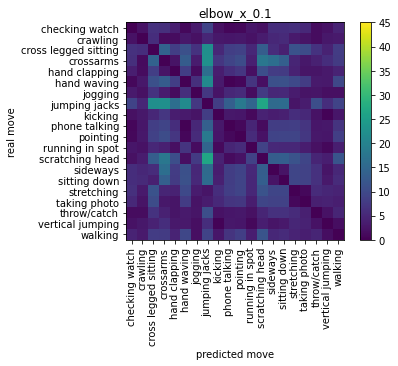 elbow_x_0.1
real move
checking watch
crawling
cross legged sitting
crossarms
hand clapping
hand waving
jogging
jumping jacks
kicking
phone talking
pointing
running in spot
scratching head
sideways
sitting down
stretching
taking photo
throw/catch
vertical jumping
walking
checking watch
crawling
cross legged sitting
crossarms
hand clapping
hand waving
jogging
jumping jacks
kicking
phone talking
pointing
running in spot
scratching head
sideways
sitting down
stretching
taking photo
throw/catch
vertical jumping
walking
predicted move
45
40
35
30
25
20
15
10
5
0